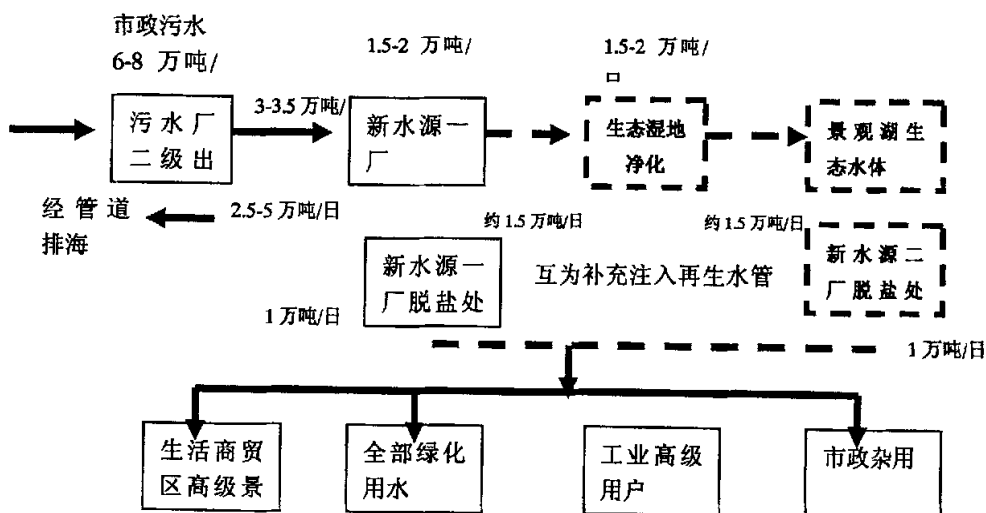 市政污水
6-8 万吨/
1.5-2 万吨/
1.5-2 万吨/
污水厂
二级出
3-3.5 万吨/
新水源一
厂
生态湿地
净化
景观湖生
态水体
经管道
排海
2.5-5 万吨/日
约 1.5 万吨/日
约 1.5 万吨/日
新水源一
厂脱盐处
互为补充注入再生水管
新水源二
厂脱盐处
1 万吨/日
1 万吨/日
生活商贸
区高级景
全部绿化
用水
工业高级
用户
市政杂用